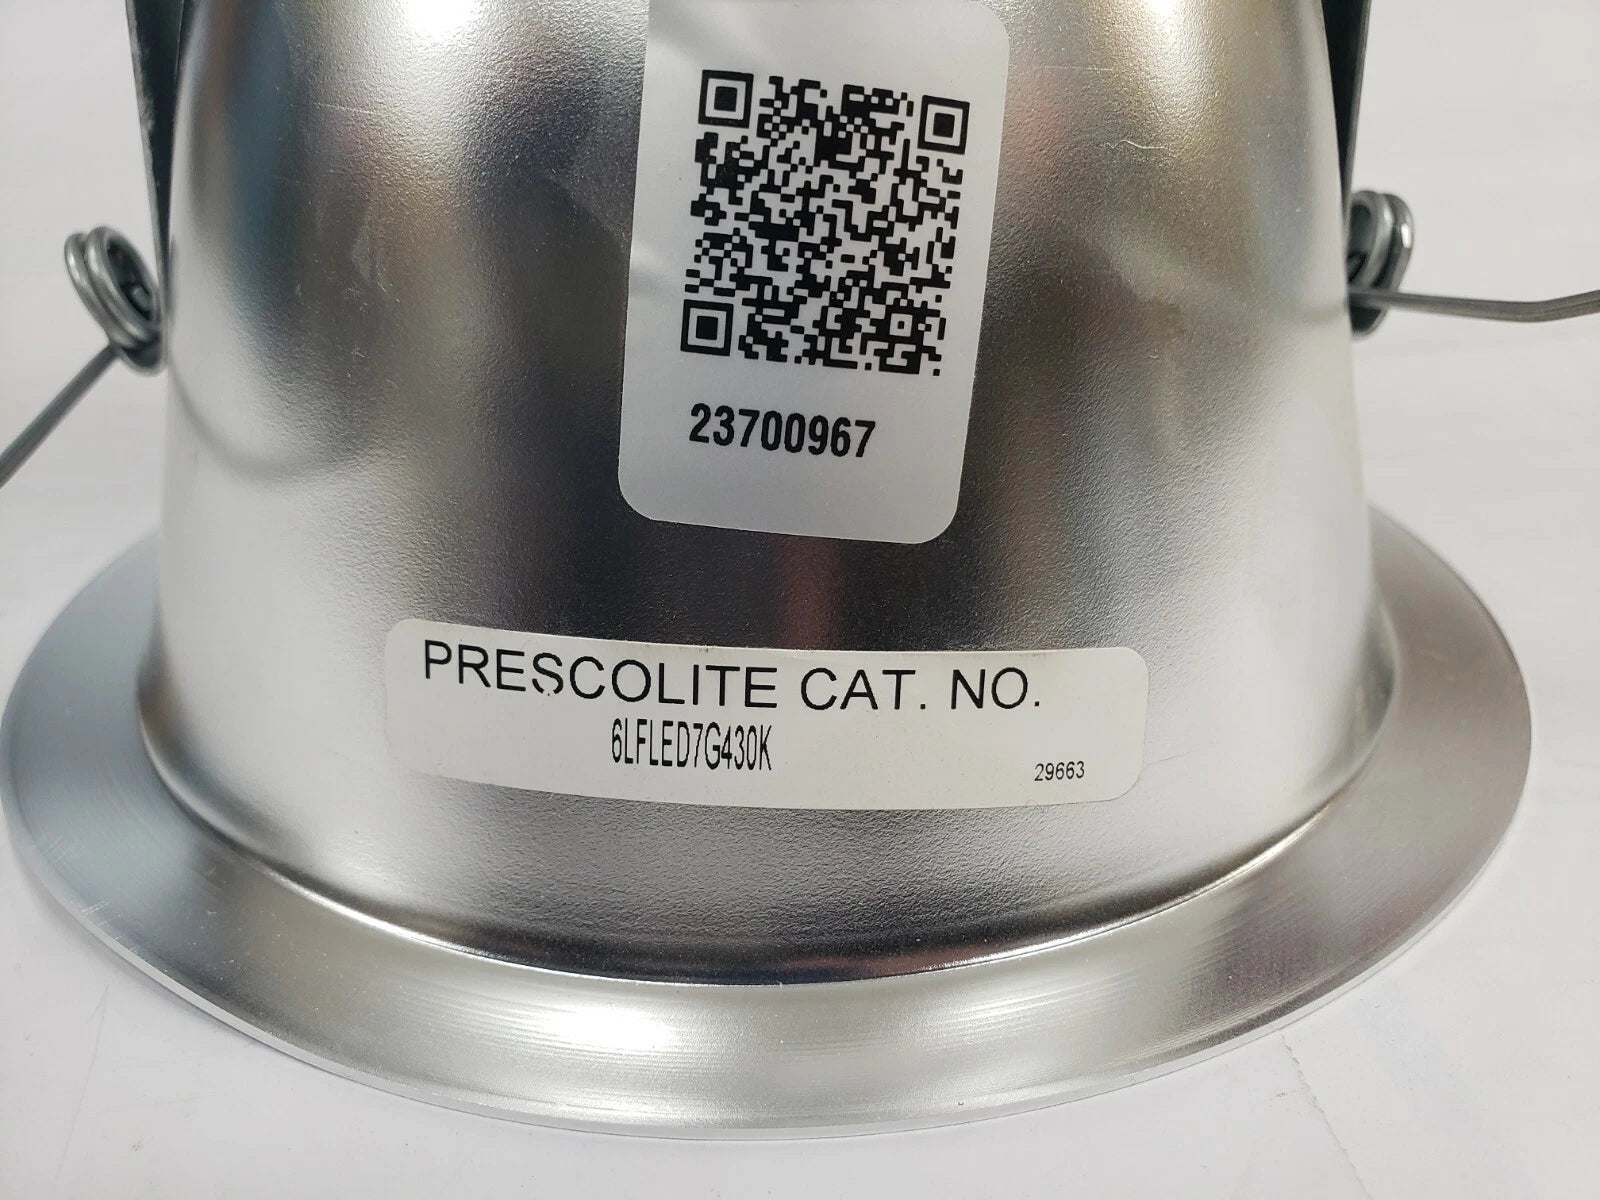 23700967
PRESCOLITE CAT. NO.
6LFLED7G430K
29663